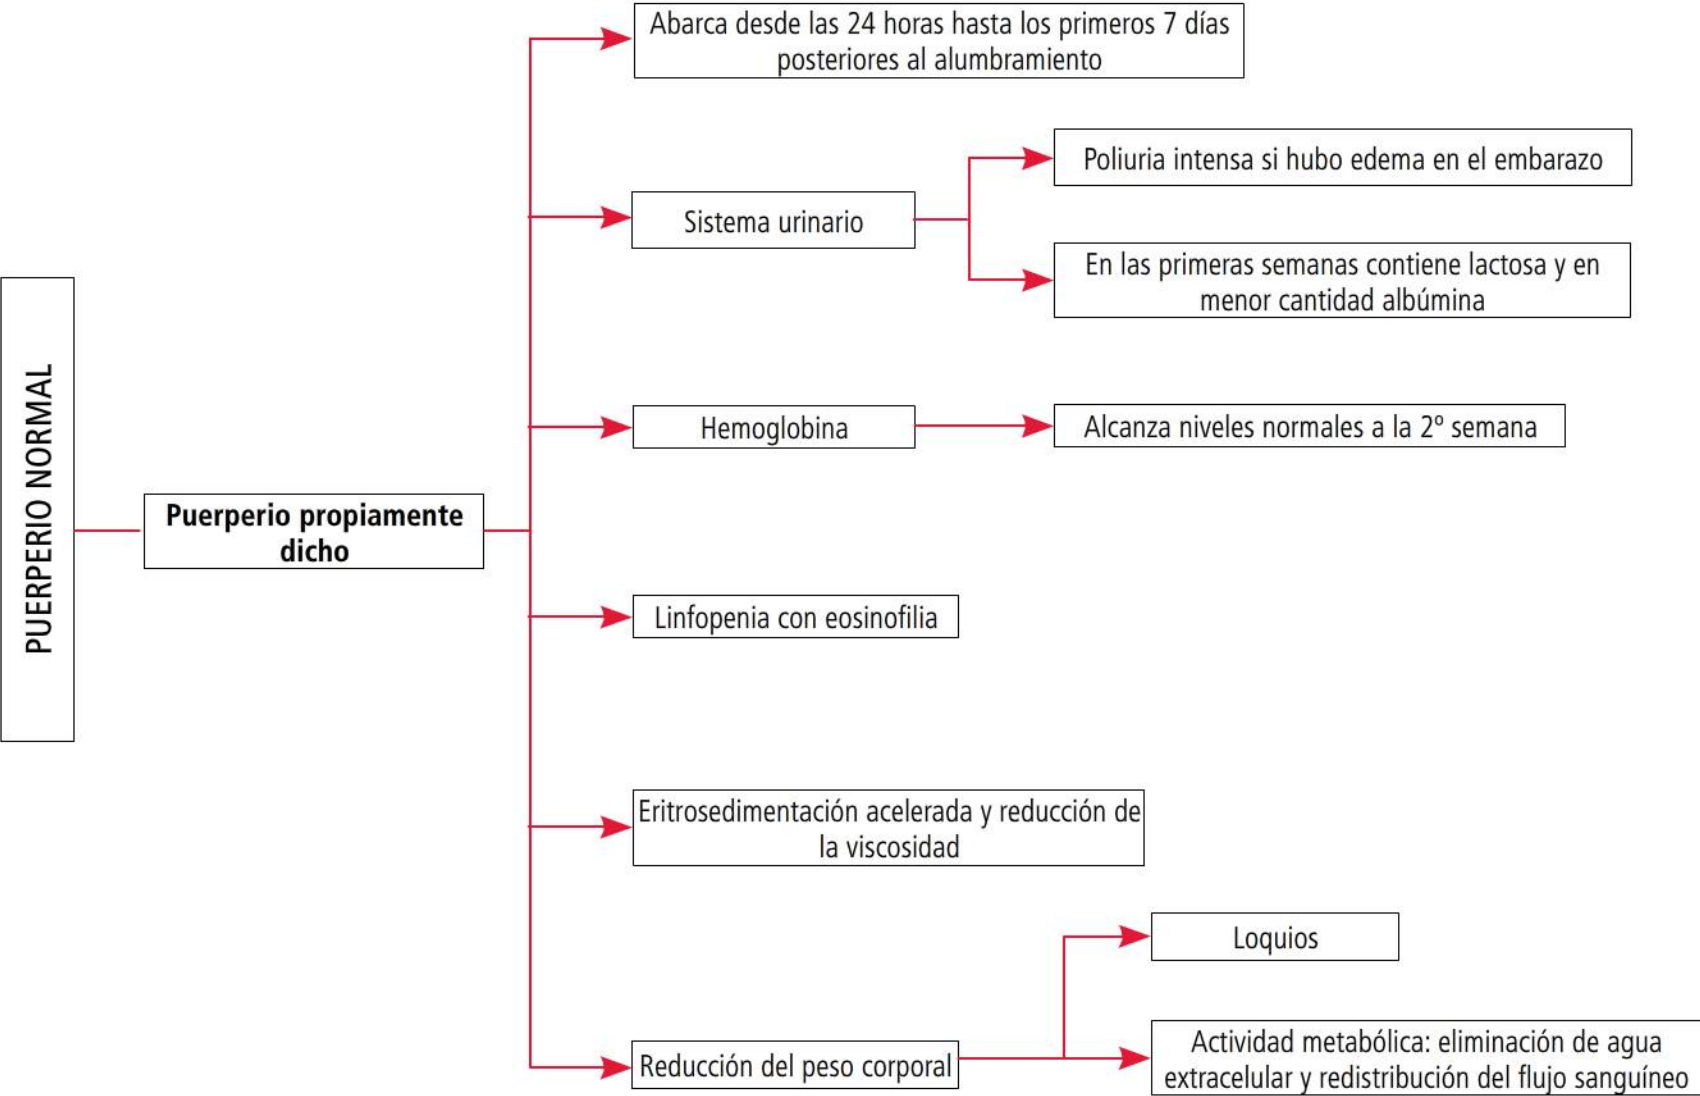 PUERPERIO NORMAL
Puerperio propiamente
dicho
Abarca desde las 24 horas hasta los primeros 7 días
posteriores al alumbramiento
Sistema urinario
Poliuria intensa si hubo edema en el embarazo
En las primeras semanas contiene lactosa y en
menor cantidad albúmina
Hemoglobina
Alcanza niveles normales a la 2º semana
Linfopenia con eosinofilia
Eritrosedimentación acelerada y reducción de
la viscosidad
Reducción del peso corporal
Loquios
Actividad metabólica: eliminación de agua
extracelular y redistribución del flujo sanguíneo